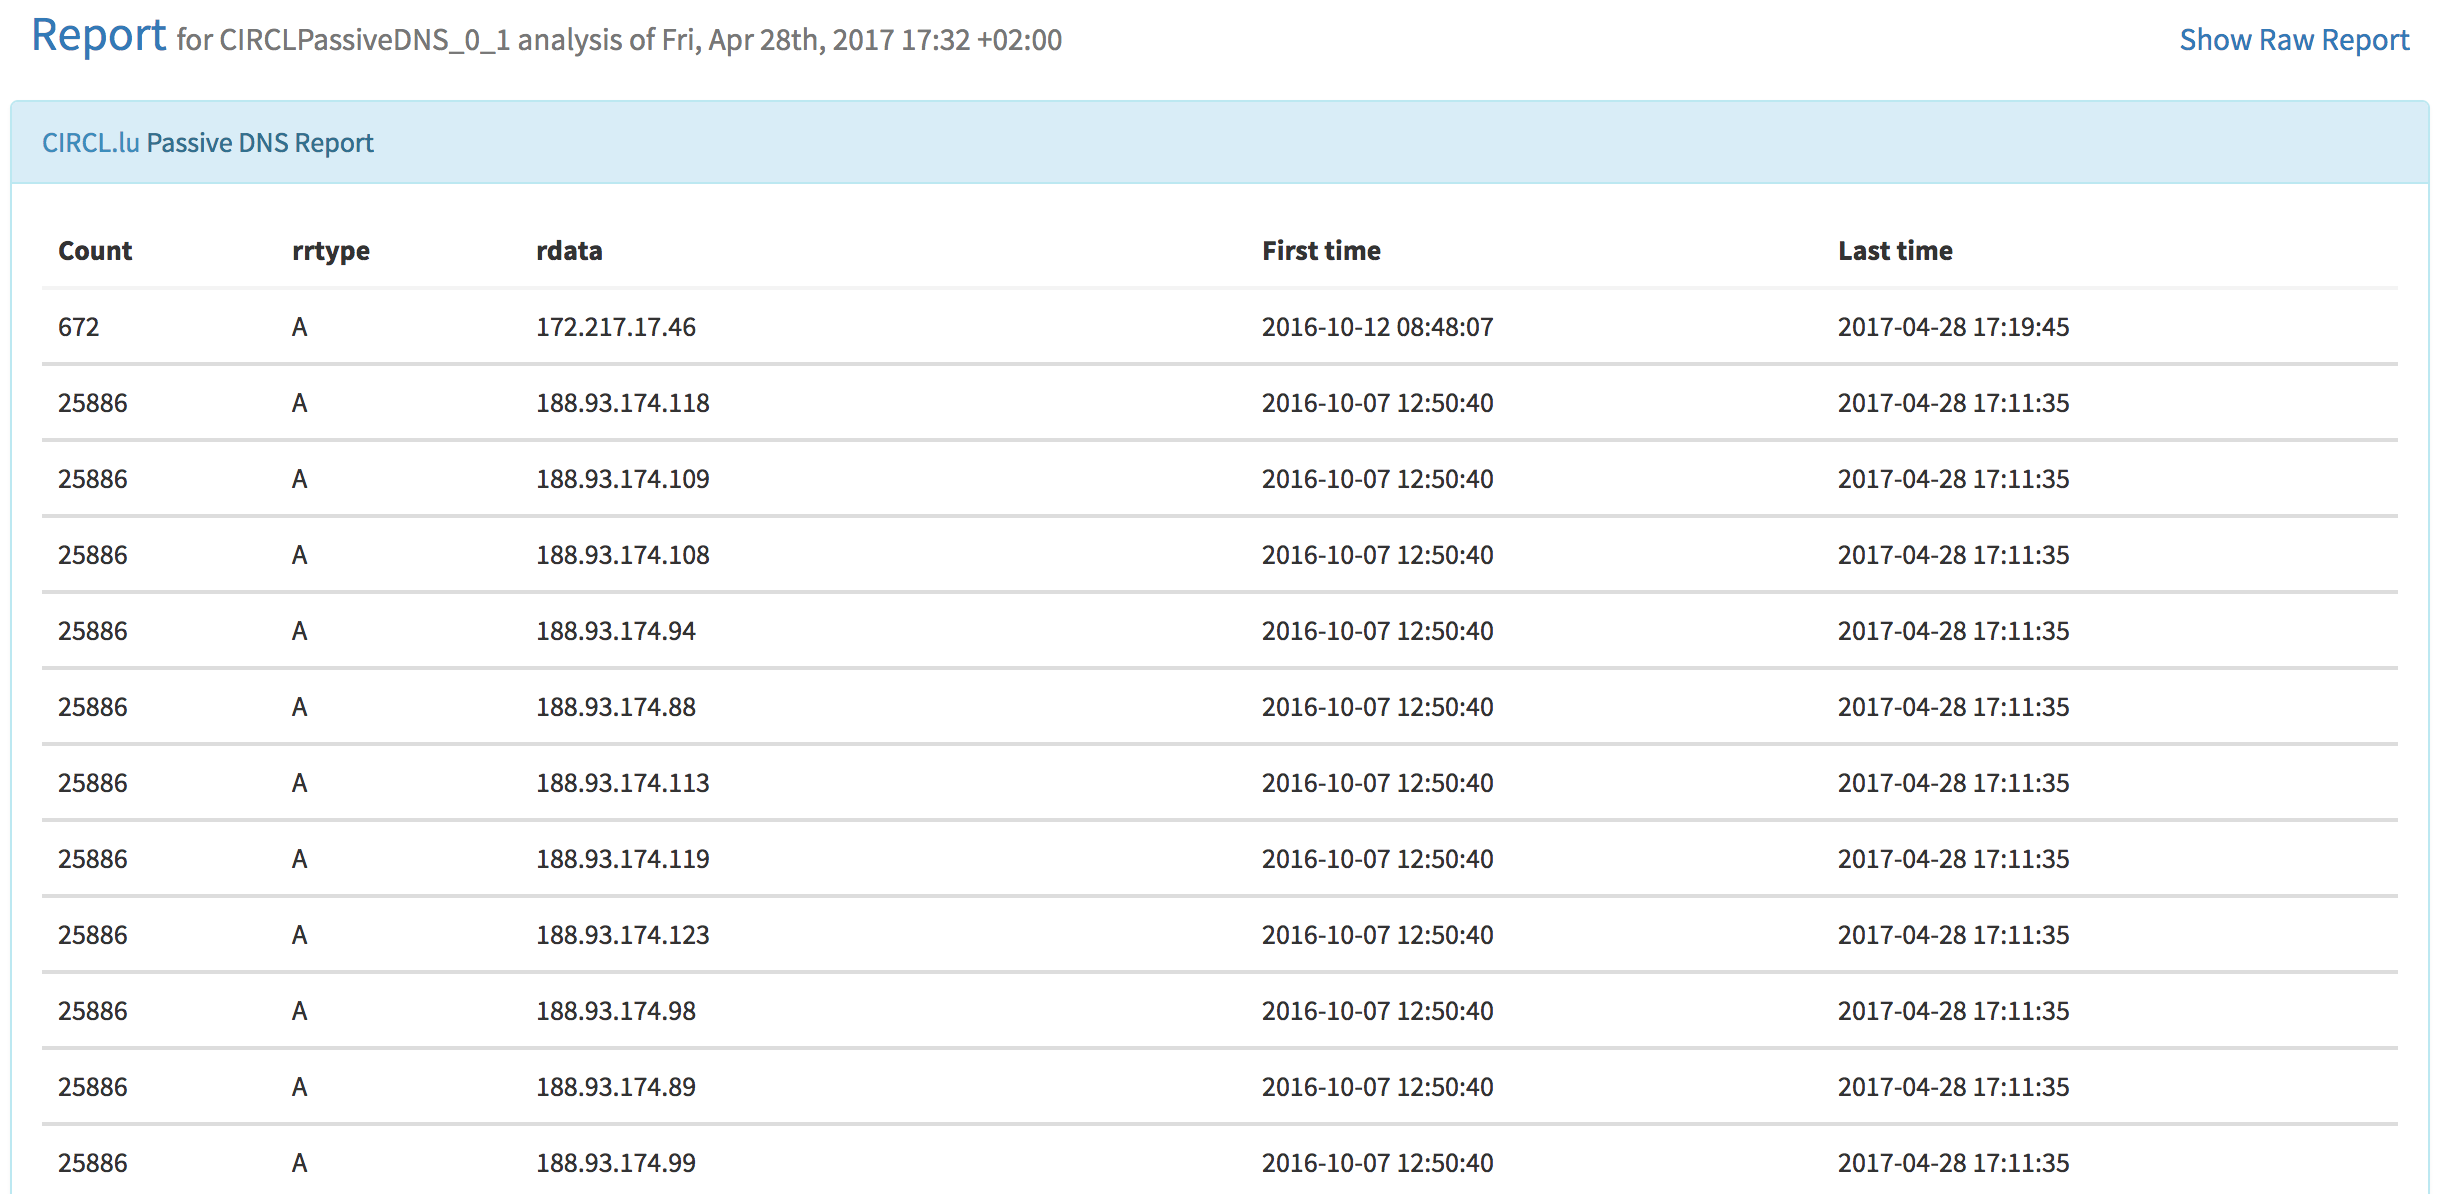 Report for CIRCLPassiveDNS_0_1 analysis of Fri, Apr 28th, 2017 17:32 +02:00 Show Raw Report
CIRCL.lu Passive DNS Report
Count rrtype rdata First time Last time
672 A 172.217.17.46 2016-10-12 08:48:07 2017-04-28 17:19:45
25886 A 188.93.174.118 2016-10-07 12:50:40 2017-04-28 17:11:35
25886 A 188.93.174.109 2016-10-07 12:50:40 2017-04-28 17:11:35
25886 A 188.93.174.108 2016-10-07 12:50:40 2017-04-28 17:11:35
25886 A 188.93.174.94 2016-10-07 12:50:40 2017-04-28 17:11:35
25886 A 188.93.174.88 2016-10-07 12:50:40 2017-04-28 17:11:35
25886 A 188.93.174.113 2016-10-07 12:50:40 2017-04-28 17:11:35
25886 A 188.93.174.119 2016-10-07 12:50:40 2017-04-28 17:11:35
25886 A 188.93.174.123 2016-10-07 12:50:40 2017-04-28 17:11:35
25886 A 188.93.174.98 2016-10-07 12:50:40 2017-04-28 17:11:35
25886 A 188.93.174.89 2016-10-07 12:50:40 2017-04-28 17:11:35
25886 A 188.93.174.99 2016-10-07 12:50:40 2017-04-28 17:11:35